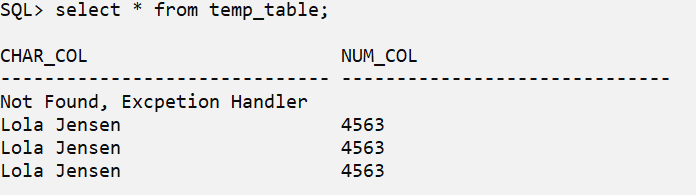 SQL> select * from temp_table;
CHAR_COL NUM_COL
------------------------------ ------------------------------
Not Found, Excpetion Handler
Lola Jensen 4563
Lola Jensen 4563
Lola Jensen 4563